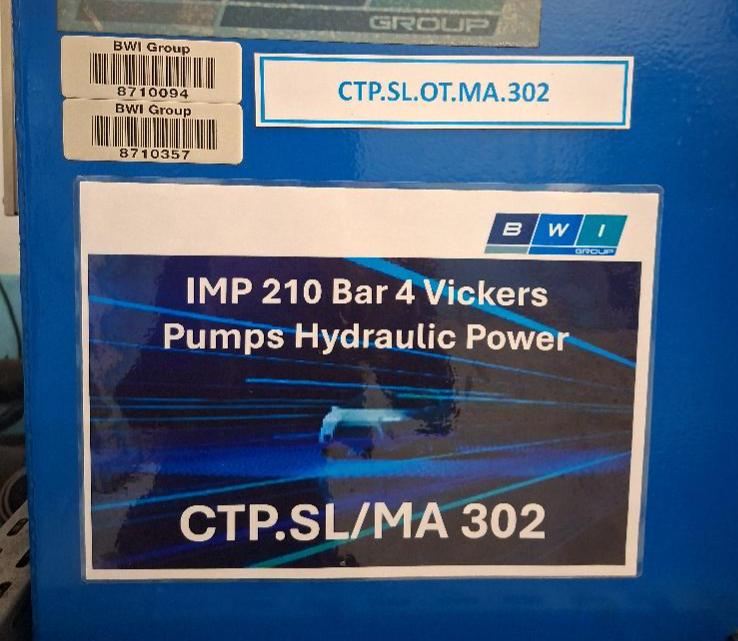 GROUP
BWI Group
8710094
BWI Group
8710357
CTP.SL.OT.MA.302
BWI
GROUP
IMP 210 Bar 4 Vickers
Pumps Hydraulic Power
CTP.SL/MA 302